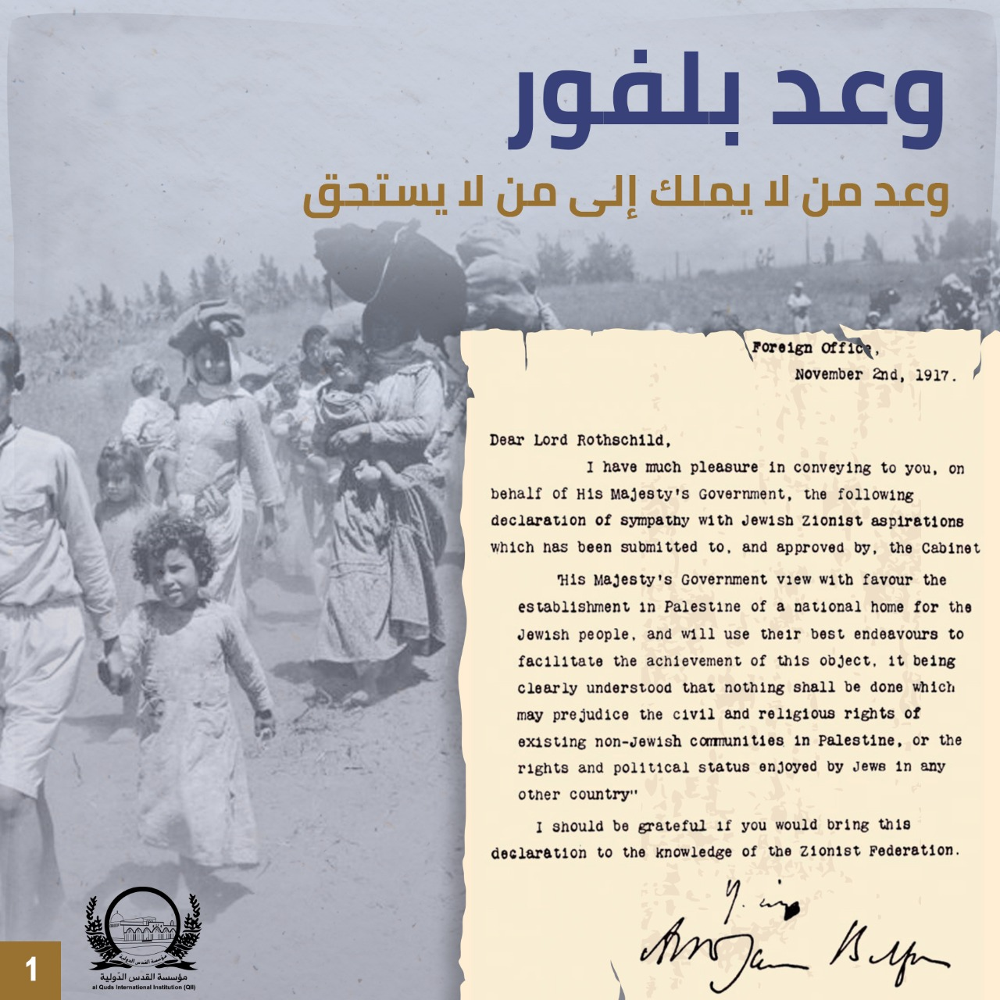 وعد بلفور
وعد من لا يملك إلى من لا يستحق
Foreign Office,
November 2nd, 1917.
Dear Lord Rothschild,
I have much pleasure in conveying to you, on
behalf of His Majesty's Government, the following
declaration of sympathy with Jewish Zionist aspirations
which has been submitted to, and approved by, the Cabinet
"His Majesty's Government view with favour the
establishment in Palestine of a national home for the
Jewish people, and will use their best endeavours to
facilitate the achievement of this object, it being
clearly understood that nothing shall be done which
may prejudice the civil and religious rights of
existing non-Jewish communities in Palestine, or the
rights and political status enjoyed by Jews in any
other country"
I should be grateful if you would bring this
declaration to the knowledge of the Zionist Federation.
مؤسسة القدس الدولية
مؤسسة القدس الدولية
al Quds International Institution (QII)
1